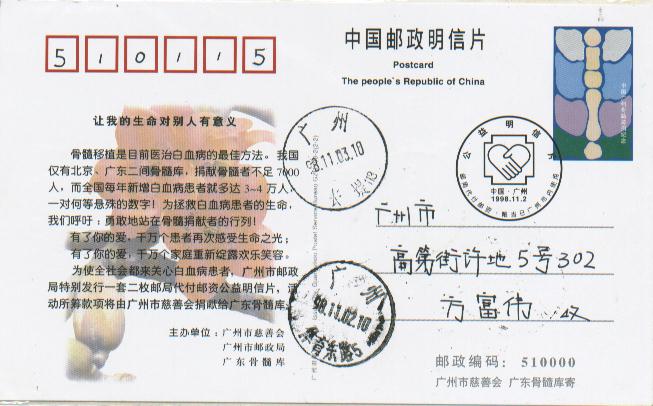 510115
中国邮政明信片
Postcard
The people's Republic of China
让我的生命对别人有意义
骨髓移植是目前医治白血病的最佳方法。我国
仅有北京、广东二间骨髓库，捐献骨髓者不足7000
人，而全国每年新增白血病患者就多达3~4万人，
一对何等悬殊的数字！为拯救白血病患者的生命，
我们呼吁：勇敢地站在骨髓捐献者的行列！
有了你的爱，千万个患者再次感受生命之光；
有了你的爱，千万个家庭重新绽露欢乐笑容。
为使全社会都来关心白血病患者，广州市邮政
局特别发行一套二枚邮局代付邮资公益明信片，活
动所筹款项将由广州市慈善会捐献给广东骨髓库。
主办单位：广州市慈善会
广州市邮政局
广东骨髓库
广州
98.11.03.10
广州
98.11.02.10
体育东路5
公益明信片
中国·广州
1998.11.2
广州市
高第街许地5号302
方富伟 收
邮政编码：510000
广州市慈善会 广东骨髓库寄